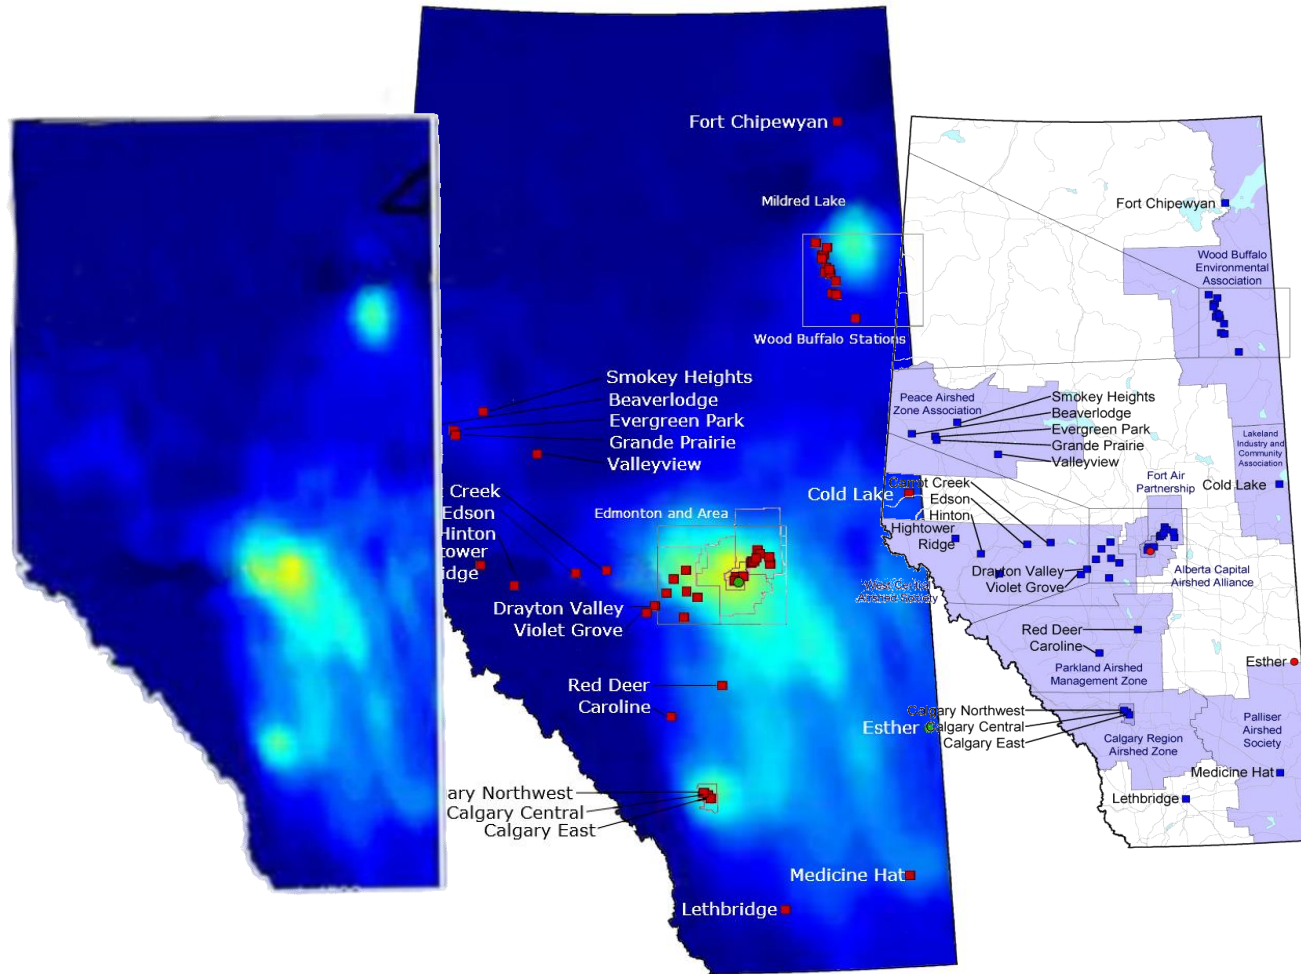 Fort Chipewyan
Mildred Lake
Wood Buffalo Stations
Smokey Heights
Beaverlodge
Evergreen Park
Grande Prairie
Valleyview
Creek
Edson
Hinton
tower
idge
Cold Lake
Edmonton and Area
Drayton Valley
Violet Grove
Red Deer
Caroline
Esther
ary Northwest
Calgary Central
Calgary East
Medicine Hat
Lethbridge
Fort Chipewyan
Wood Buffalo
Environmental
Association
Peace Airshed
Zone Association
Smokey Heights
Beaverlodge
Evergreen Park
Grande Prairie
Valleyview
Lakeland
Industry and
Community
Association
Fort Air
Partnership
Cold Lake
Carrot Creek
Edson
Hinton
Hightower
Ridge
Drayton Valley
Violet Grove
Alberta Capital
Airshed Alliance
West Central
Airshed Society
Red Deer
Caroline
Parkland Airshed
Management Zone
Esther
Calgary Northwest
Calgary Central
Calgary East
Calgary Region
Airshed Zone
Palliser
Airshed
Society
Medicine Hat
Lethbridge